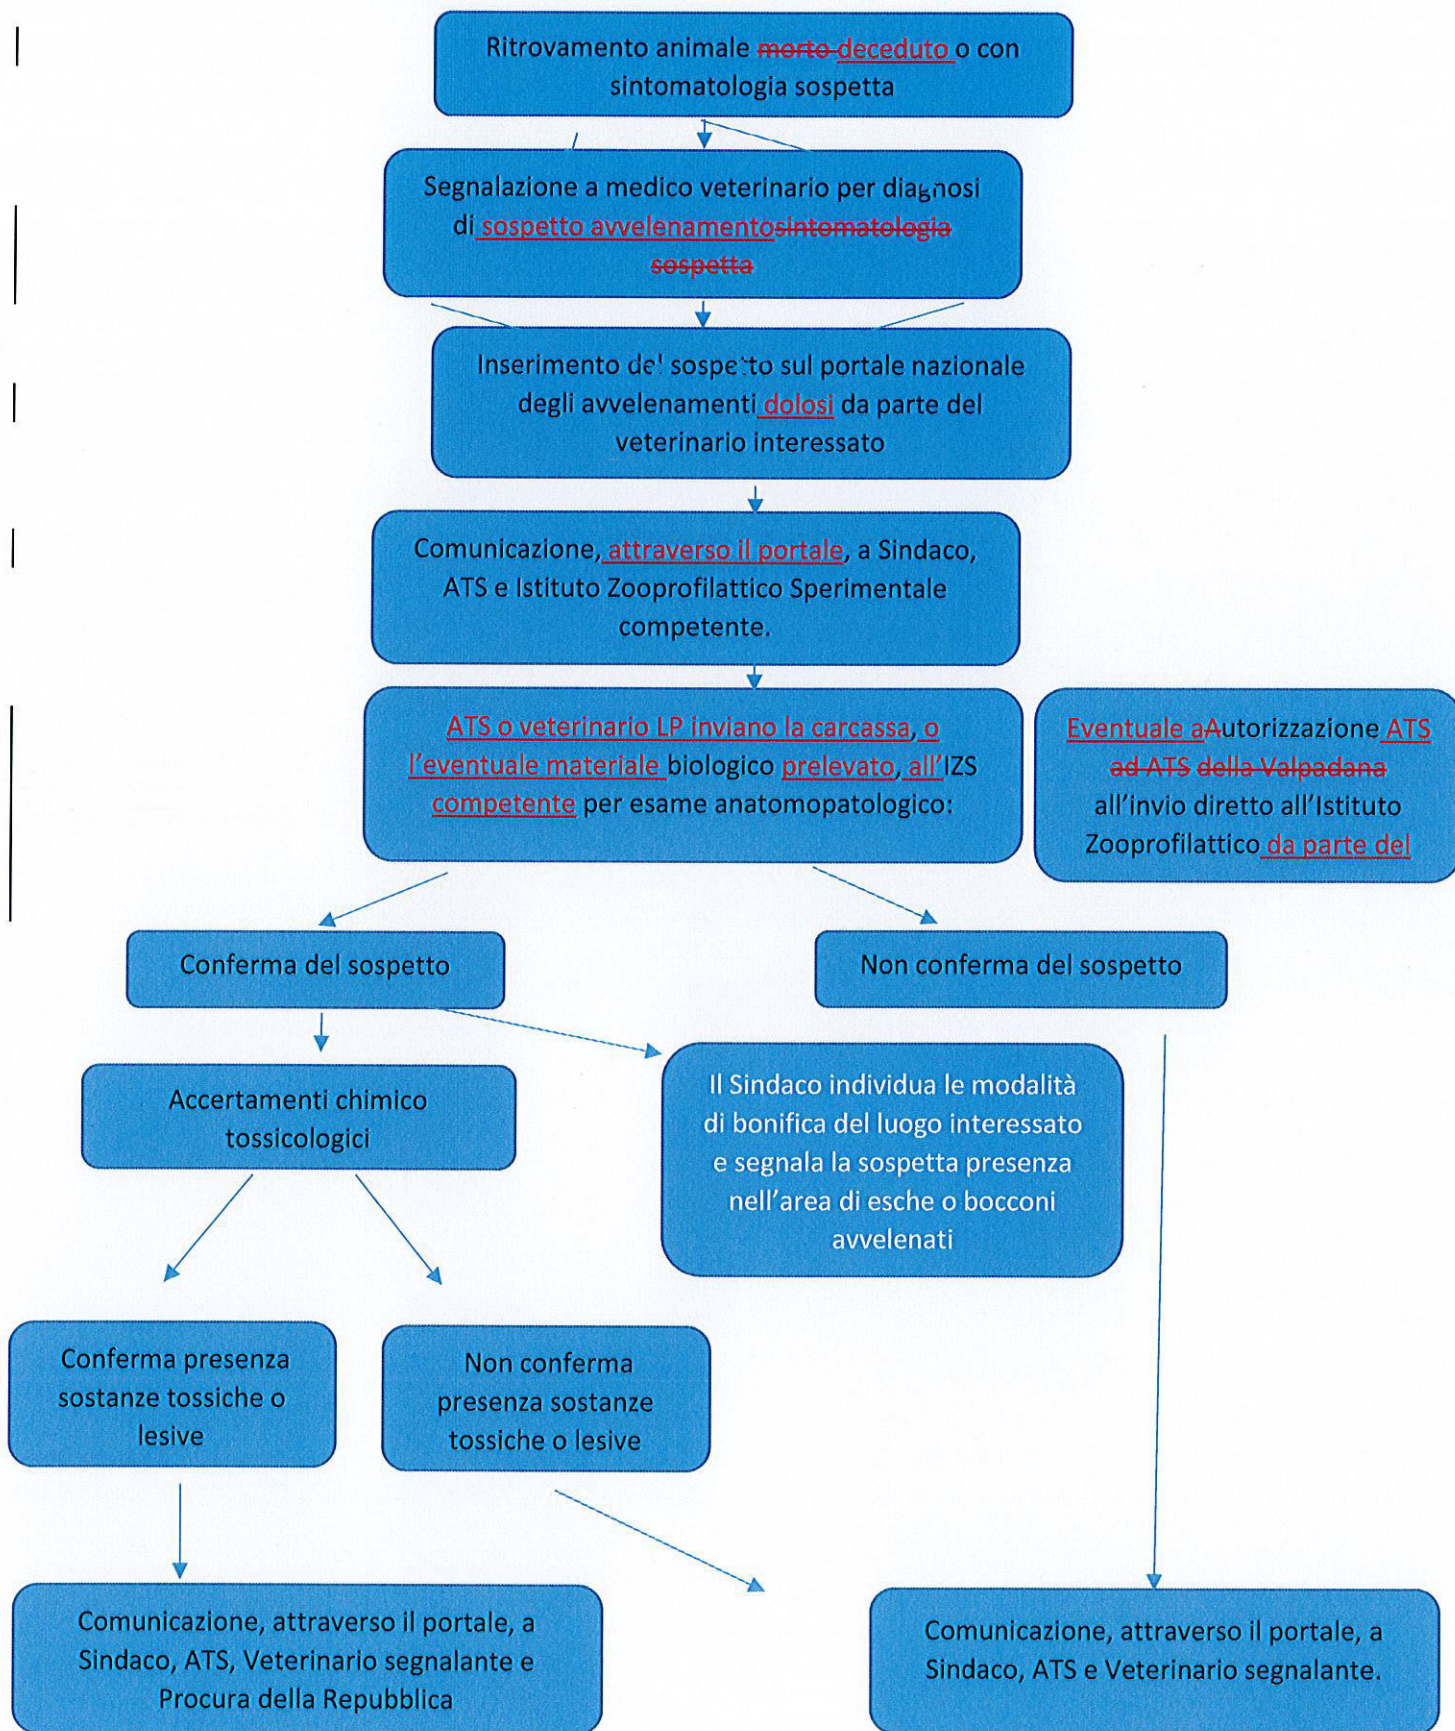 Ritrovamento animale morto deceduto o con
sintomatologia sospetta
Segnalazione a medico veterinario per diagnosi
di sospetto avvelenamentosintomatologia
sospetta
Inserimento del sospetto sul portale nazionale
degli avvelenamenti dolosi da parte del
veterinario interessato
Comunicazione, attraverso il portale, a Sindaco,
ATS e Istituto Zooprofilattico Sperimentale
competente.
ATS o veterinario LP inviano la carcassa, o
l'eventuale materiale biologico prelevato, all'IZS
competente per esame anatomopatologico:
Eventuale aAutorizzazione ATS
ad ATS della Valpadana
all'invio diretto all'Istituto
Zooprofilattico da parte del
Conferma del sospetto
Non conferma del sospetto
Accertamenti chimico
tossicologici
Il Sindaco individua le modalità
di bonifica del luogo interessato
e segnala la sospetta presenza
nell'area di esche o bocconi
avvelenati
Conferma presenza
sostanze tossiche o
lesive
Non conferma
presenza sostanze
tossiche o lesive
Comunicazione, attraverso il portale, a
Sindaco, ATS, Veterinario segnalante e
Procura della Repubblica
Comunicazione, attraverso il portale, a
Sindaco, ATS e Veterinario segnalante.